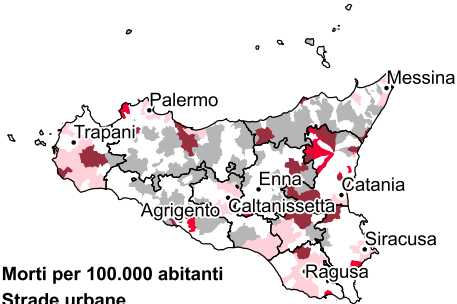 Messina
Palermo
Trapani
Enna
Catania
Caltanissetta
Agrigento
Siracusa
Ragusa
Morti per 100.000 abitanti
Strade urbane